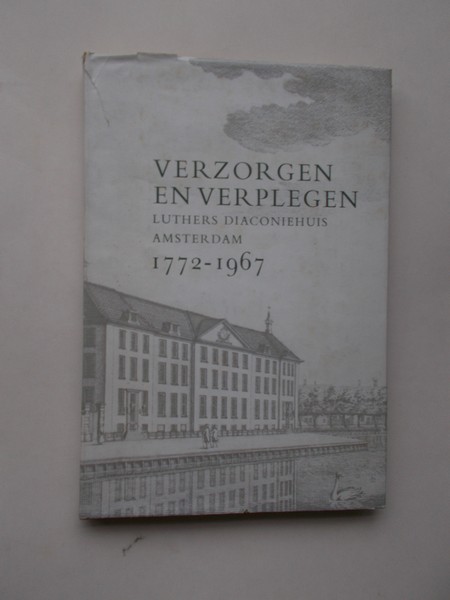 VERZORGEN
EN VERPLEGEN
LUTHERS DIACONIEHUIS
AMSTERDAM
1772-1967